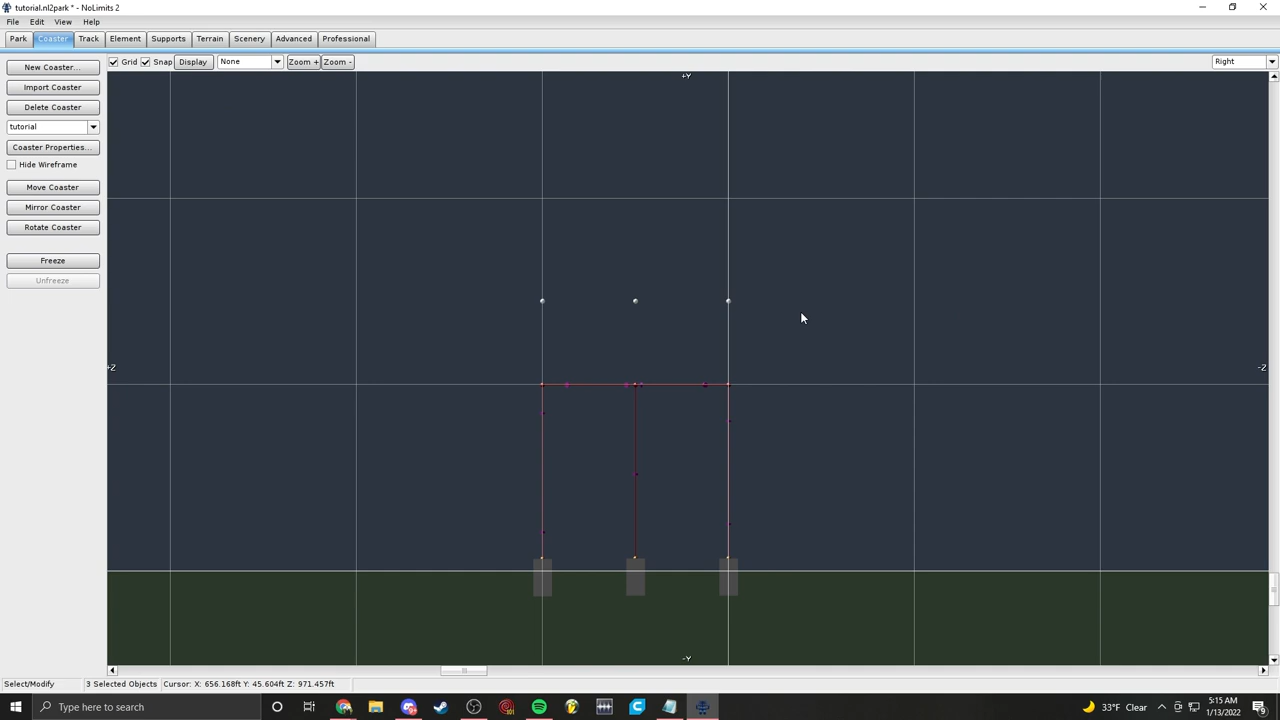 tutorial.nl2park * - NoLimits 2
File Edit View Help
Park Coaster Track Element Supports Terrain Scenery Advanced Professional
New Coaster... Grid Snap Display None Zoom + Zoom - Right
Import Coaster
Delete Coaster
tutorial
Coaster Properties...
Hide Wireframe
Move Coaster
Mirror Coaster
Rotate Coaster
Freeze
Unfreeze
+Y
+Z -Z
-Y
Select/Modify 3 Selected Objects Cursor: X: 656.168ft Y: 45.604ft Z: 971.457ft
Type here to search 33°F Clear 5:15 AM
1/13/2022